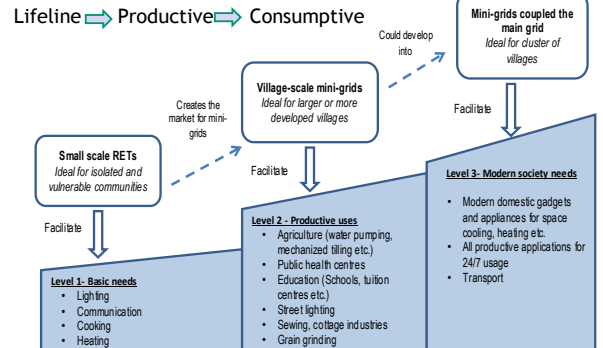 Lifeline Productive Consumptive
Mini-grids coupled the
main grid
Ideal for cluster of
villages
Could develop
into
Village-scale mini-grids
Ideal for larger or more
developed villages
Creates the
market for mini-
grids
Small scale RETs
Ideal for isolated and
vulnerable communities
Facilitate
Facilitate
Facilitate
Level 1- Basic needs
• Lighting
• Communication
• Cooking
• Heating
Level 2 - Productive uses
• Agriculture (water pumping,
mechanized tilling etc.)
• Public health centres
• Education (Schools, tuition
centres etc.)
• Street lighting
• Sewing, cottage industries
• Grain grinding
Level 3- Modern society needs
• Modern domestic gadgets
and appliances for space
cooling, heating etc.
• All productive applications for
24/7 usage
• Transport